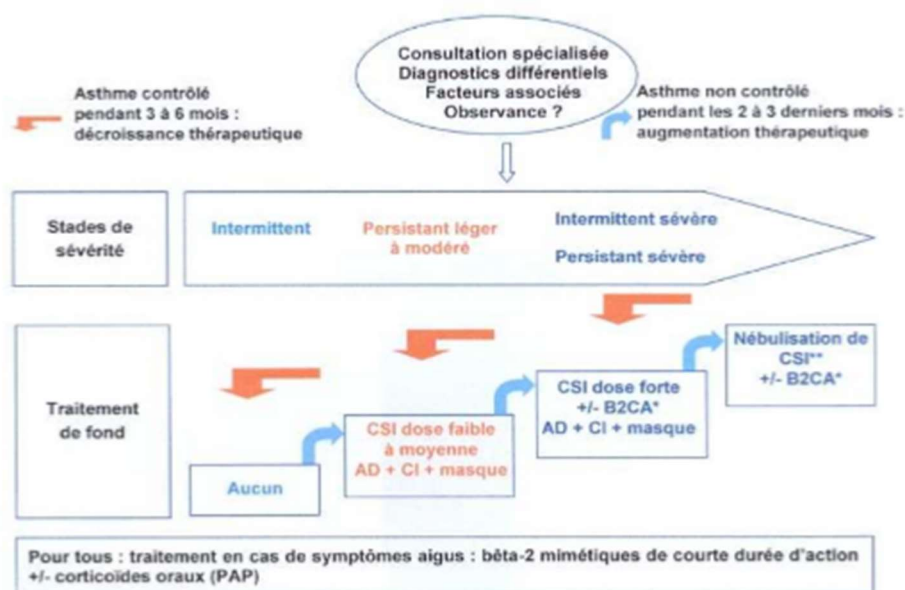 Consultation spécialisée
Diagnostics différentiels
Facteurs associés
Observance ?
Asthme contrôlé
pendant 3 à 6 mois :
décroissance thérapeutique
Asthme non contrôlé
pendant les 2 à 3 derniers mois :
augmentation thérapeutique
Stades de
sévérité
Intermittent
Persistant léger
à modéré
Intermittent sévère
Persistant sévère
Traitement
de fond
Aucun
CSI dose faible
à moyenne
AD + CI + masque
CSI dose forte
+/- B2CA*
AD + CI + masque
Nébulisation de
CSI**
+/- B2CA*
Pour tous : traitement en cas de symptômes aigus : bêta-2 mimétiques de courte durée d'action
+/- corticoïdes oraux (PAP)